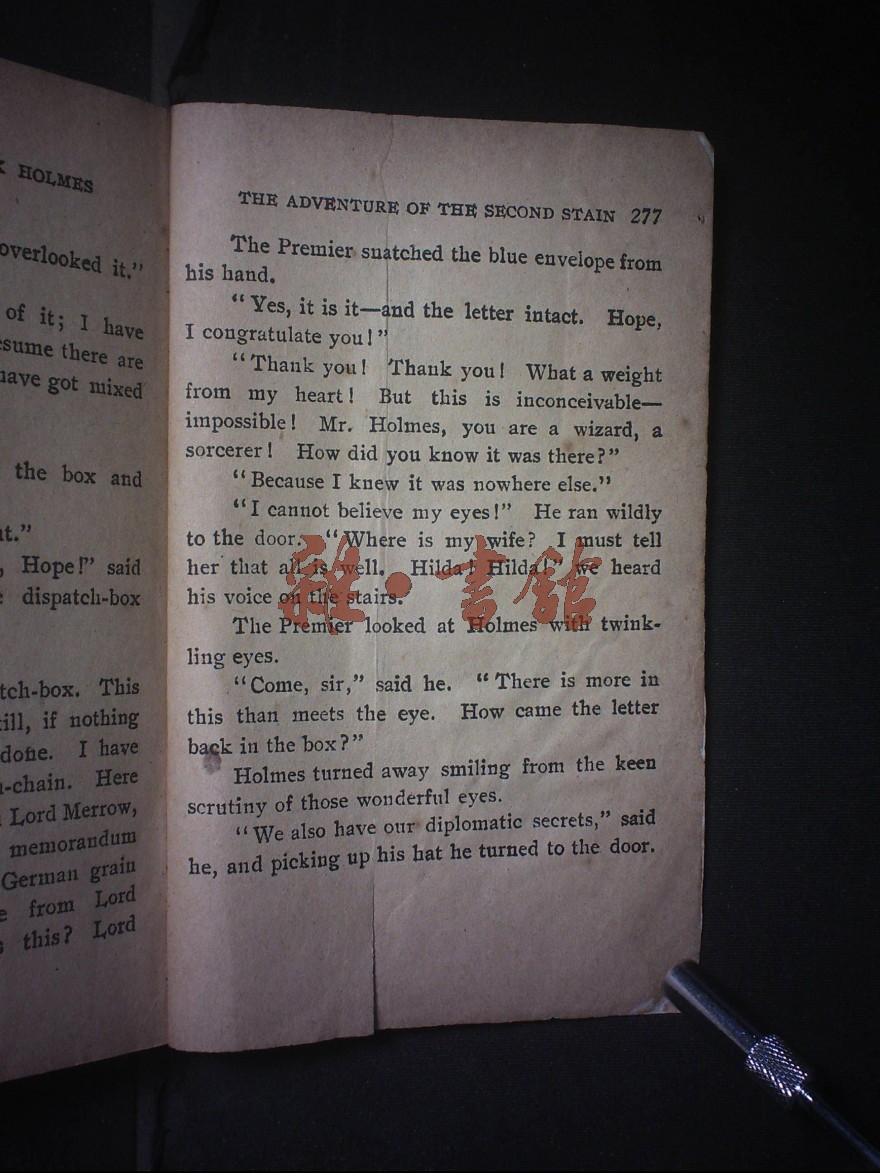 K HOLMES
overlooked it."
of it; I have
sume there are
have got mixed
the box and
Hope!" said
dispatch-box
tch-box. This
if nothing
I have
Here
Lord Merrow,
memorandum
German grain
from Lord
this? Lord
THE ADVENTURE OF THE SECOND STAIN 277
The Premier snatched the blue envelope from
his hand.
“Yes, it is it—and the letter intact. Hope,
I congratulate you!”
“Thank you! Thank you! What a weight
from my heart! But this is inconceivable—
impossible! Mr. Holmes, you are a wizard, a
sorcerer! How did you know it was there?”
“Because I knew it was nowhere else.”
“I cannot believe my eyes!” He ran wildly
to the door. “Where is my wife? I must tell
her that all is well. Hilda! Hilda!” we heard
his voice on the stairs.
The Premier looked at Holmes with twink-
ling eyes.
“Come, sir,” said he. “There is more in
this than meets the eye. How came the letter
back in the box?”
Holmes turned away smiling from the keen
scrutiny of those wonderful eyes.
“We also have our diplomatic secrets,” said
he, and picking up his hat he turned to the door.
雜·書館